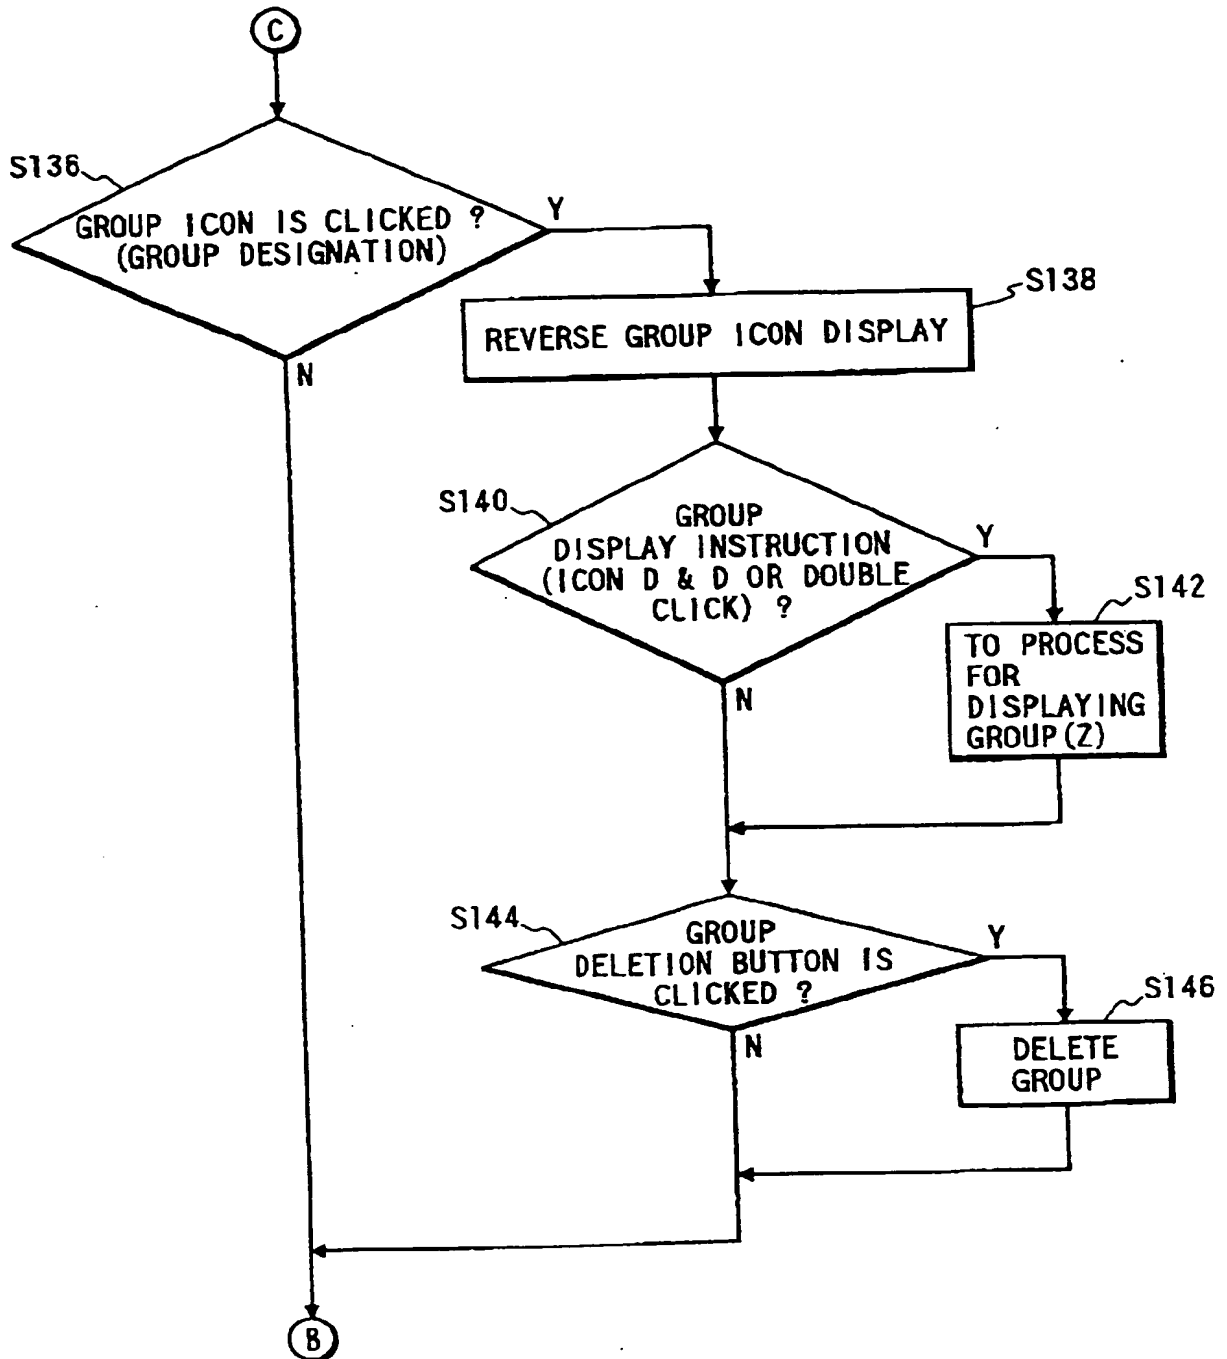 C
S136
GROUP ICON IS CLICKED ?
(GROUP DESIGNATION)
Y
N
S138
REVERSE GROUP ICON DISPLAY
S140
GROUP
DISPLAY INSTRUCTION
(ICON D & D OR DOUBLE
CLICK) ?
Y
N
S142
TO PROCESS
FOR
DISPLAYING
GROUP(Z)
S144
GROUP
DELETION BUTTON IS
CLICKED ?
Y
N
S146
DELETE
GROUP
B